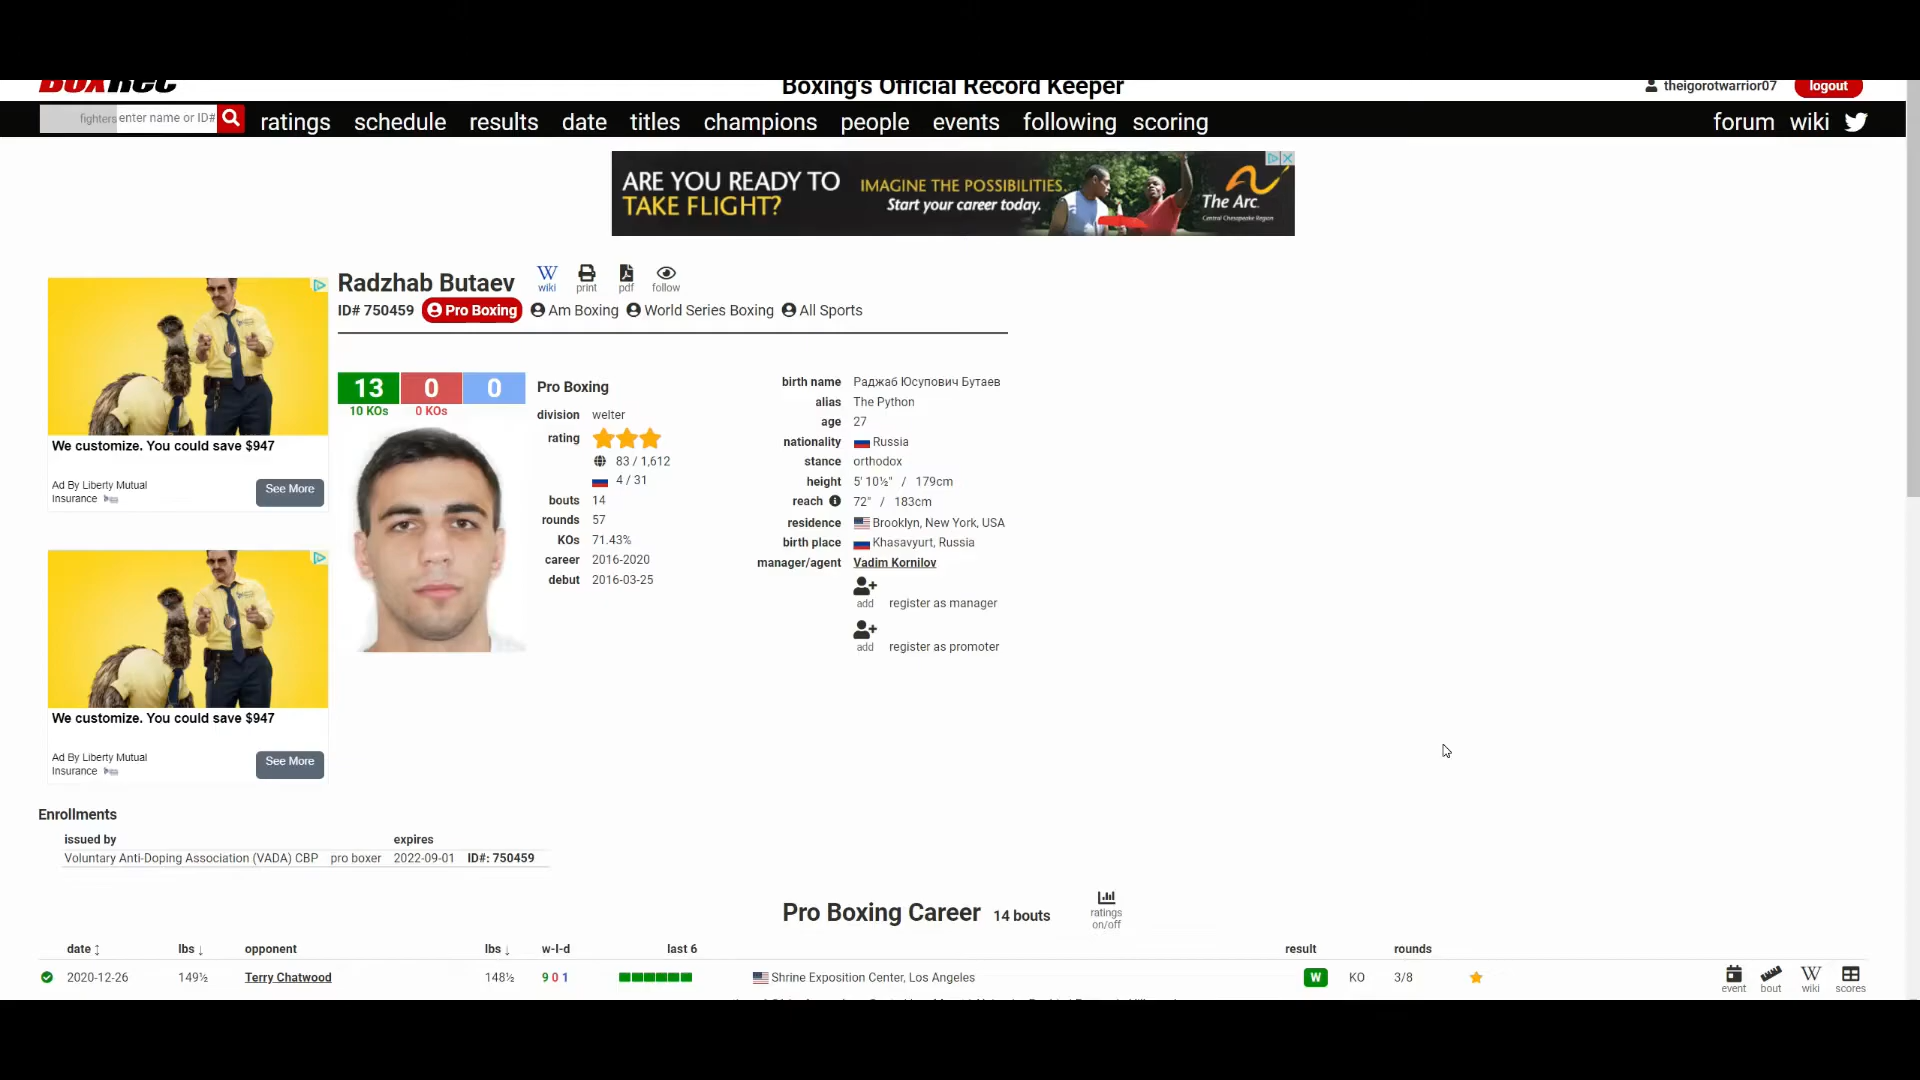 BoxRec
Boxing's Official Record Keeper
theigorotwarrior07
logout
fighters
enter name or ID#
ratings
schedule
results
date
titles
champions
people
events
following
scoring
forum
wiki
ARE YOU READY TO
TAKE FLIGHT?
IMAGINE THE POSSIBILITIES.
Start your career today.
The Arc
Central Chesapeake Region
We customize. You could save $947
Ad By Liberty Mutual
Insurance
See More
We customize. You could save $947
Ad By Liberty Mutual
Insurance
See More
Radzhab Butaev
wiki
print
pdf
follow
ID# 750459
Pro Boxing
Am Boxing
World Series Boxing
All Sports
13 0 0
10 KOs 0 KOs
Pro Boxing
division welter
rating
83 / 1,612
4 / 31
bouts 14
rounds 57
KOs 71.43%
career 2016-2020
debut 2016-03-25
birth name Раджаб Юсупович Бутаев
alias The Python
age 27
nationality Russia
stance orthodox
height 5' 10½" / 179cm
reach 72" / 183cm
residence Brooklyn, New York, USA
birth place Khasavyurt, Russia
manager/agent Vadim Kornilov
add register as manager
add register as promoter
Enrollments
issued by expires
Voluntary Anti-Doping Association (VADA) CBP pro boxer 2022-09-01 ID#: 750459
Pro Boxing Career 14 bouts
ratings
on/off
date lbs opponent lbs w-l-d last 6 result rounds
2020-12-26 149½ Terry Chatwood 148½ 9 0 1 Shrine Exposition Center, Los Angeles W KO 3/8
event bout wiki scores